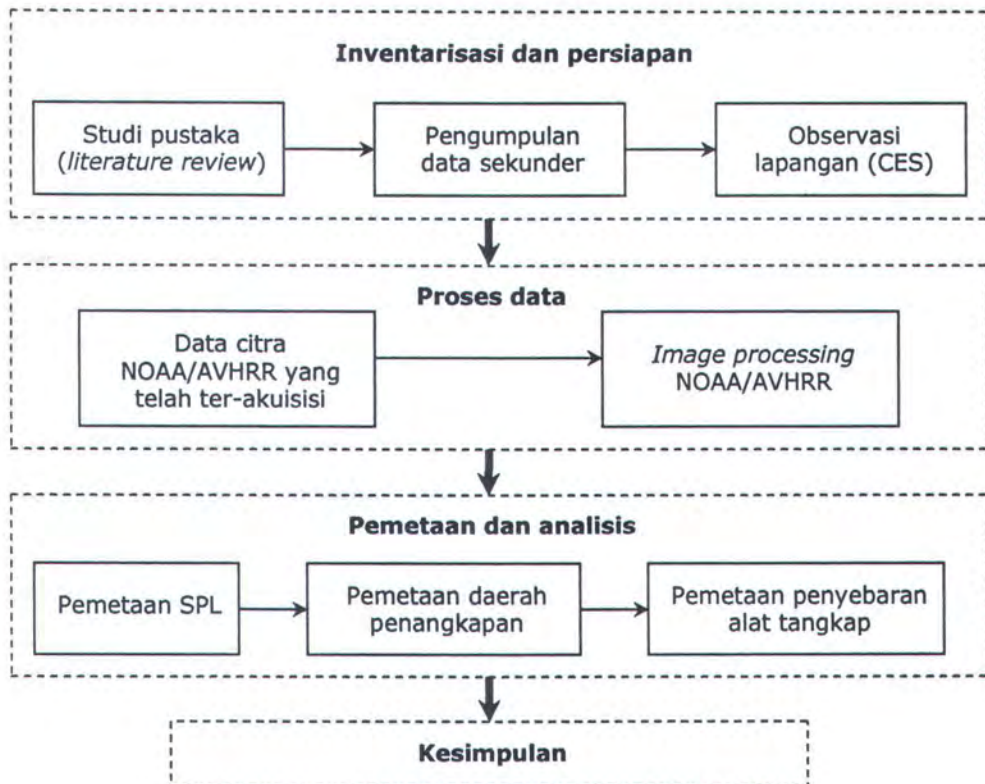 Inventarisasi dan persiapan
Studi pustaka
(literature review)
Pengumpulan
data sekunder
Observasi
lapangan (CES)
Proses data
Data citra
NOAA/AVHRR yang
telah ter-akuisisi
Image processing
NOAA/AVHRR
Pemetaan dan analisis
Pemetaan SPL
Pemetaan daerah
penangkapan
Pemetaan penyebaran
alat tangkap
Kesimpulan